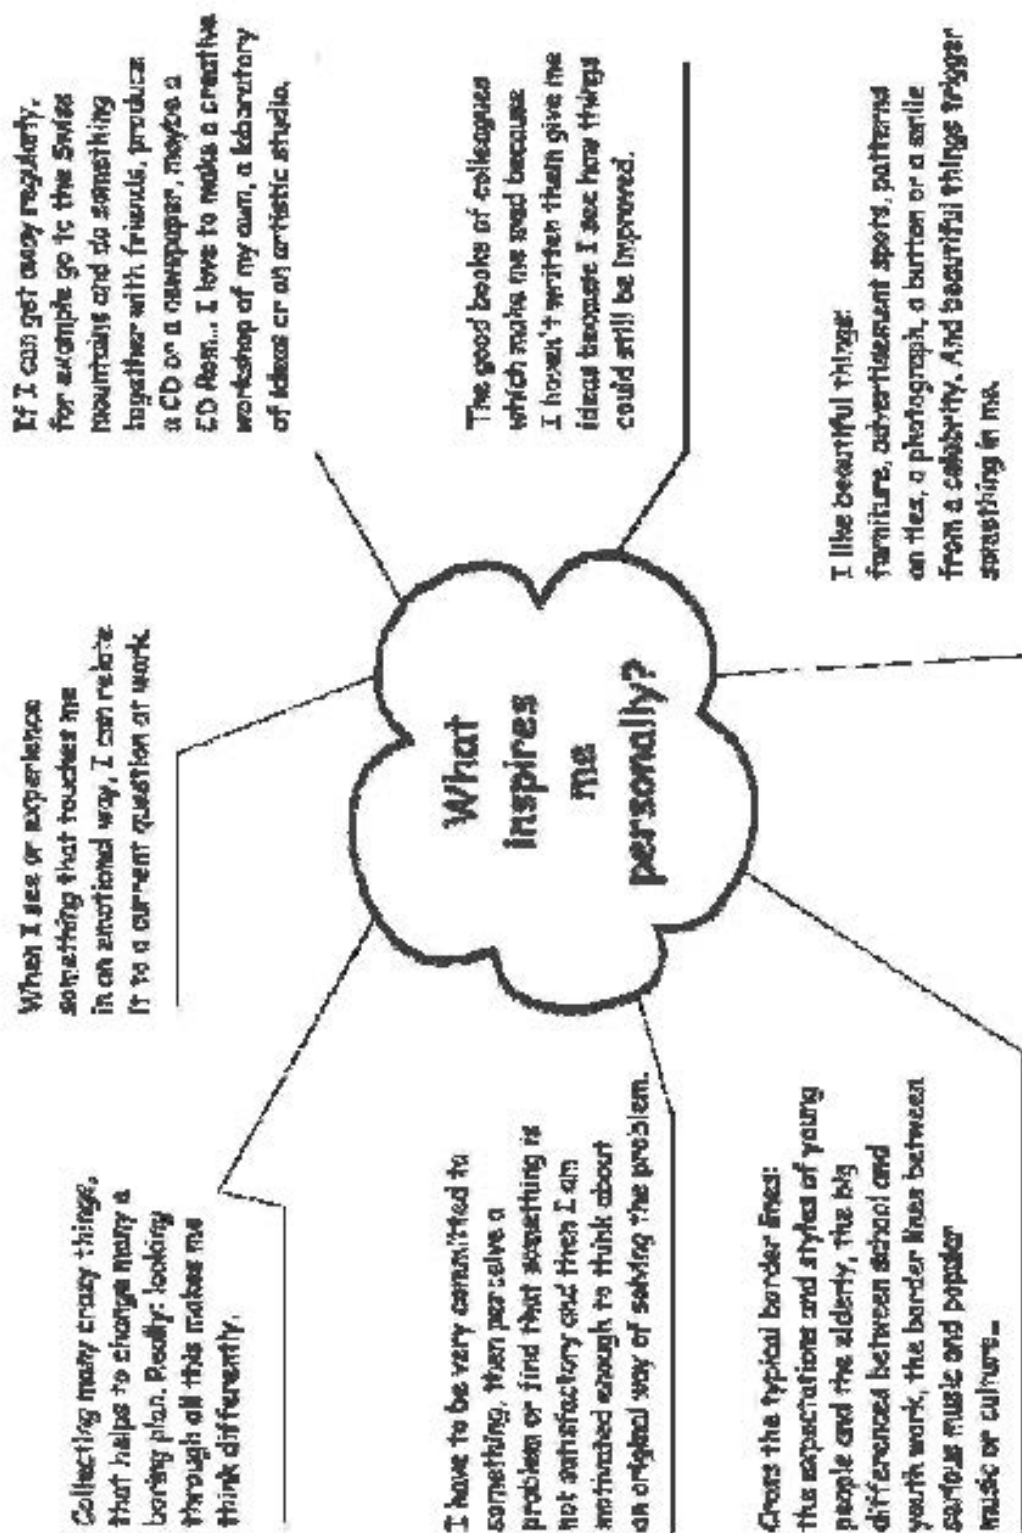 Collecting many crazy things,
that helps to change many a
boring plan. Really: looking
through all this makes me
think differently.
When I see or experience
something that touches me
in an emotional way, I can relate
it to a current question at work.
If I can get away regularly,
for example go to the Swiss
mountains and do something
together with friends, produce
a CD or a newspaper, maybe a
CD Rom... I love to make a creative
workshop of my own, a laboratory
of ideas or an artistic studio.
I have to be very committed to
something, then perceive a
problem or find that something is
not satisfactory and then I am
motivated enough to think about
an original way of solving the problem.
What
inspires
me
personally?
The good books of colleagues
which make me mad because
I haven't written them give me
ideas because I see how things
could still be improved.
Cross the typical border lines:
the expectations and styles of young
people and the elderly, the big
differences between school and
youth work, the border lines between
serious music and popular
music or culture...
I like beautiful things:
furniture, advertisement spots, patterns
on ties, a photograph, a button or a smile
from a celebrity. And beautiful things trigger
something in me.